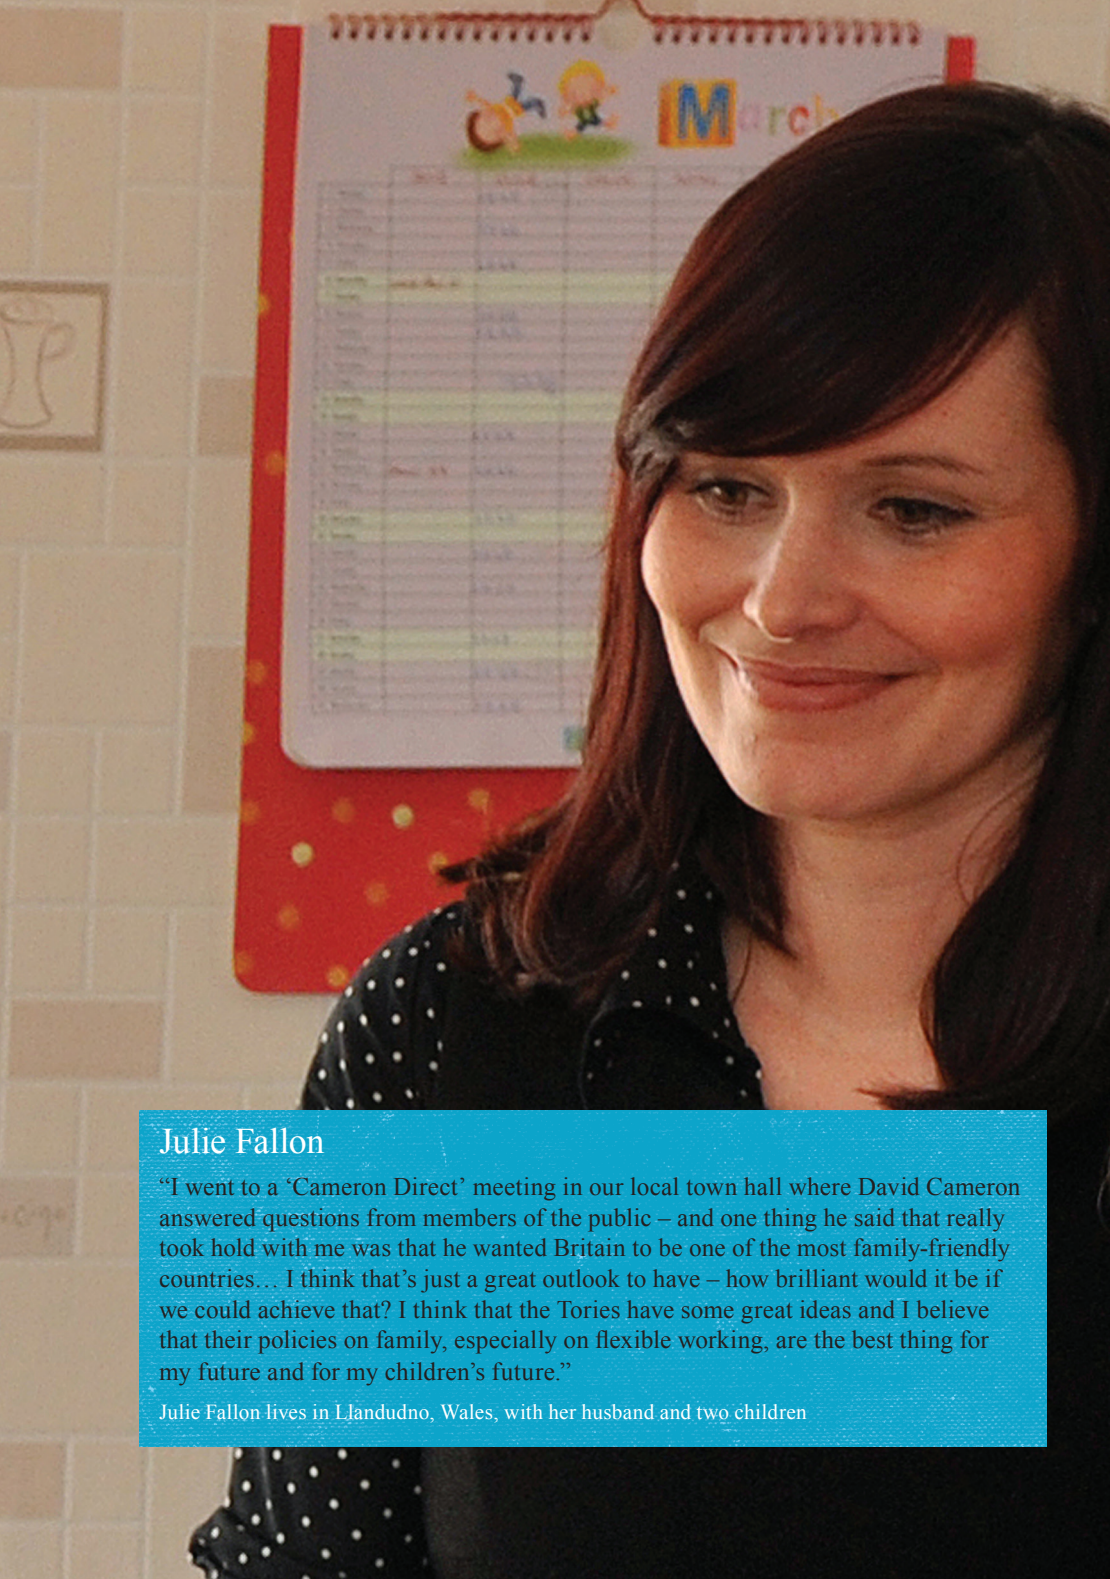 March
Julie Fallon
“I went to a ‘Cameron Direct’ meeting in our local town hall where David Cameron
answered questions from members of the public – and one thing he said that really
took hold with me was that he wanted Britain to be one of the most family-friendly
countries… I think that’s just a great outlook to have – how brilliant would it be if
we could achieve that? I think that the Tories have some great ideas and I believe
that their policies on family, especially on flexible working, are the best thing for
my future and for my children’s future.”
Julie Fallon lives in Llandudno, Wales, with her husband and two children